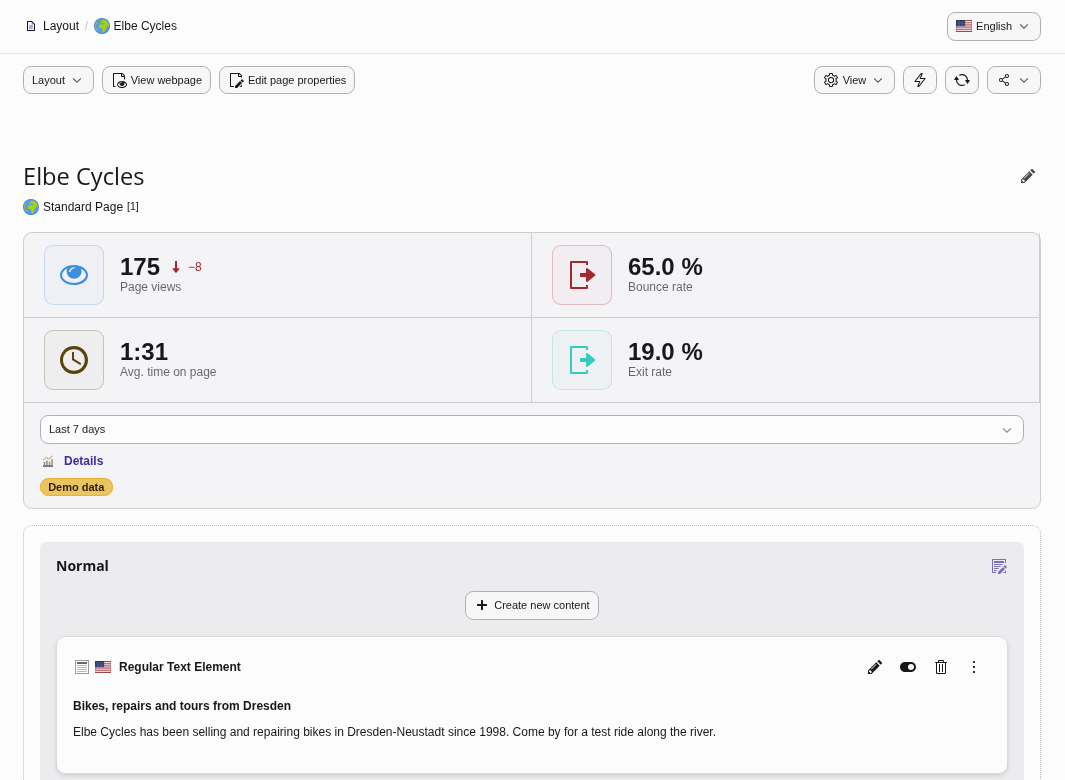 Layout / Elbe Cycles
English
Layout
View webpage
Edit page properties
View
Elbe Cycles
Standard Page [1]
175 −8
Page views
65.0 %
Bounce rate
1:31
Avg. time on page
19.0 %
Exit rate
Last 7 days
Details
Demo data
Normal
Create new content
Regular Text Element
Bikes, repairs and tours from Dresden
Elbe Cycles has been selling and repairing bikes in Dresden-Neustadt since 1998. Come by for a test ride along the river.